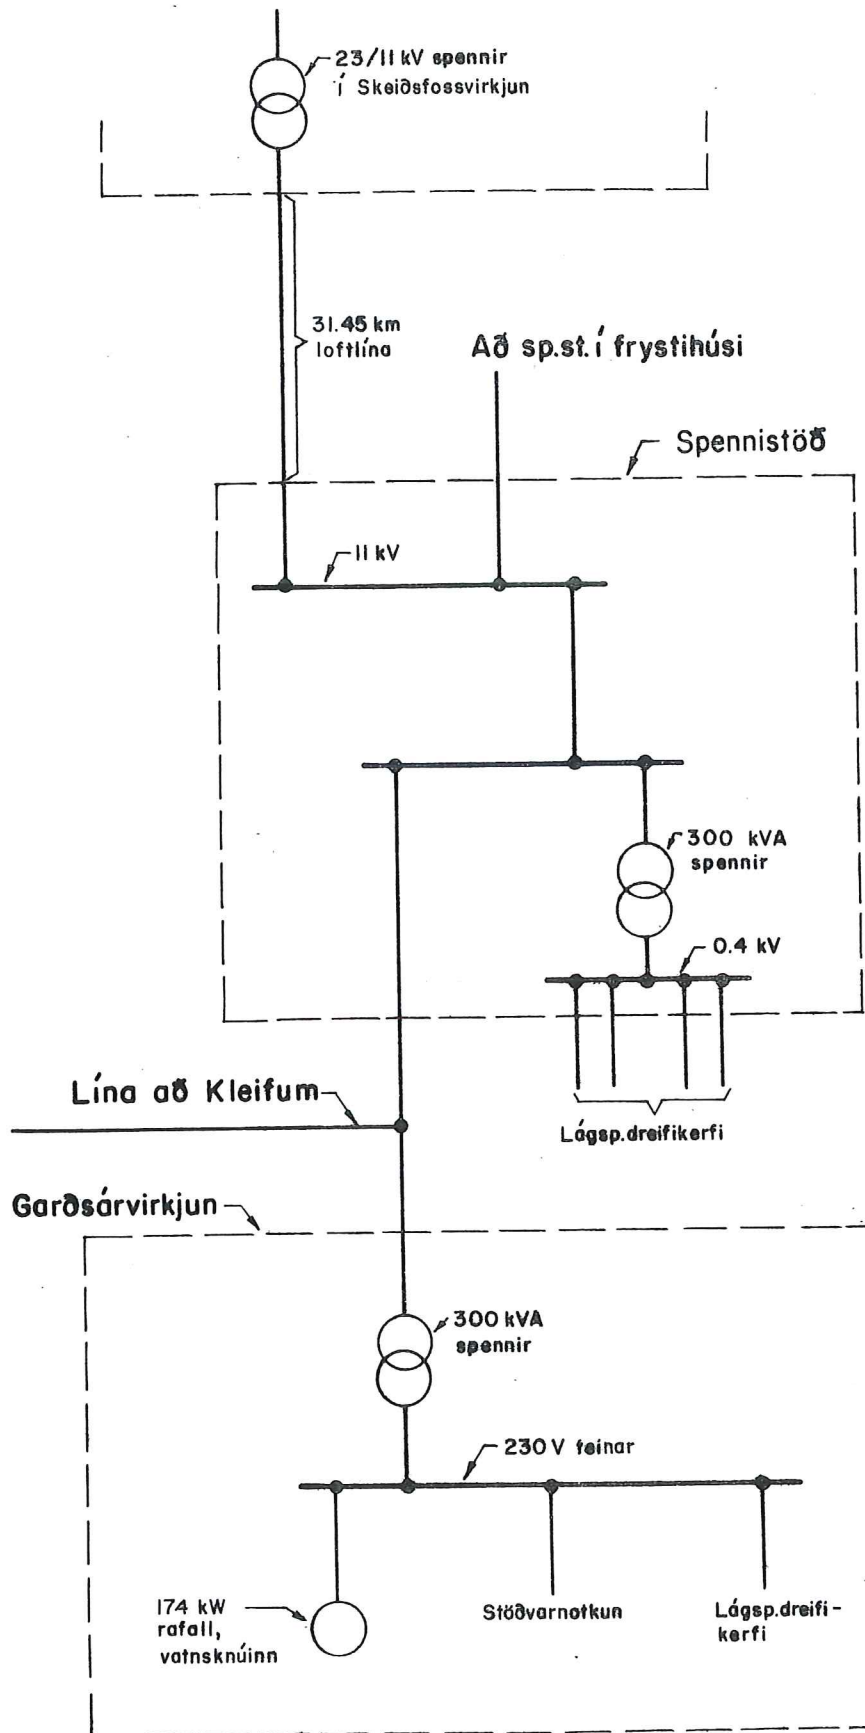 23/11 kV spennir
í Skeiðsfossvirkjun
31.45 km
loftlína
Að sp.st. í frystihúsi
Spennistöð
11 kV
300 kVA
spennir
0.4 kV
Lína að Kleifum
Lágsp.dreifikerfi
Garðsárvirkjun
300 kVA
spennir
230 V teinar
174 kW
rafall,
vatnsknúinn
Stöðvarnotkun
Lágsp.dreifi-
kerfi